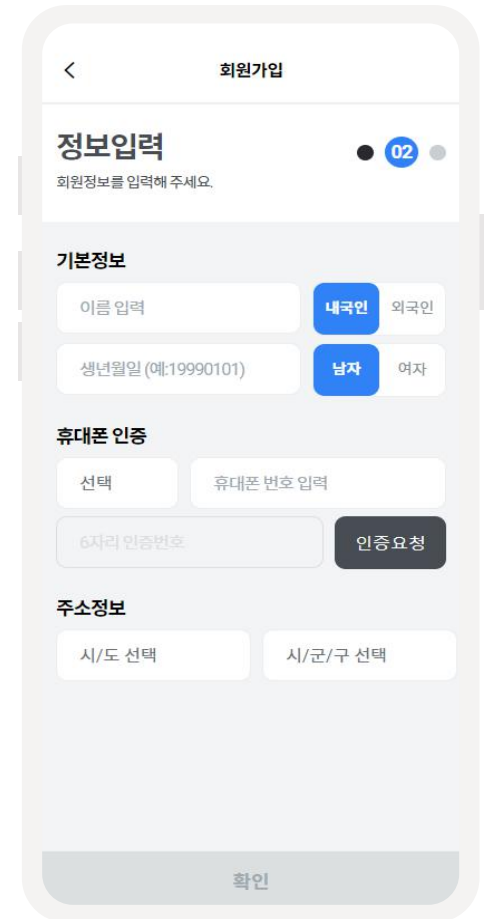 회원가입
정보입력
02
회원정보를 입력해 주세요.
기본정보
이름 입력 내국인 외국인
생년월일 (예:19990101) 남자 여자
휴대폰 인증
선택 휴대폰 번호 입력
6자리 인증번호 인증요청
주소정보
시/도 선택 시/군/구 선택
확인